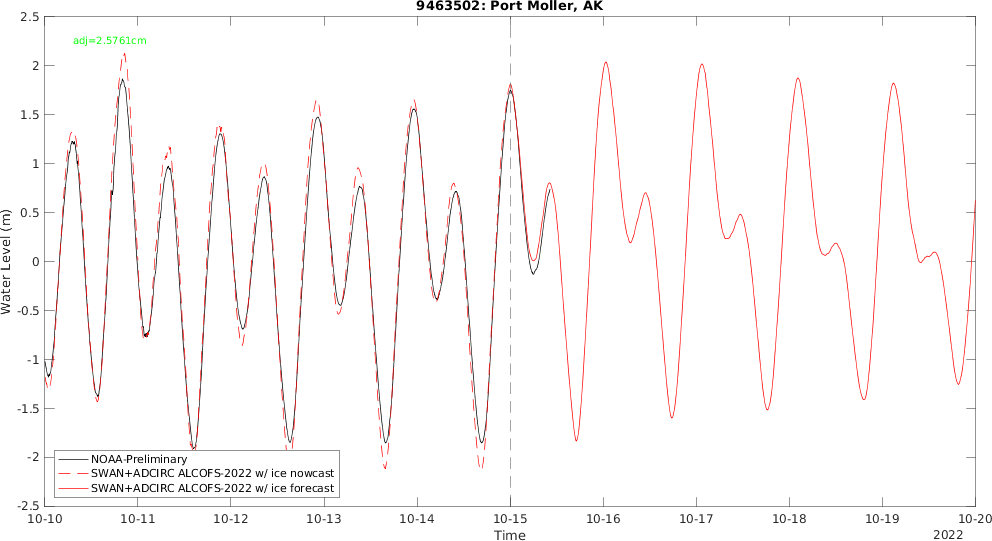 9463502: Port Moller, AK
adj=2.5761cm
Water Level (m)
2.5
2
1.5
1
0.5
0
-0.5
-1
-1.5
-2
-2.5
NOAA-Preliminary
SWAN+ADCIRC ALCOFS-2022 w/ ice nowcast
SWAN+ADCIRC ALCOFS-2022 w/ ice forecast
10-10 10-11 10-12 10-13 10-14 10-15 10-16 10-17 10-18 10-19 10-20
Time
2022